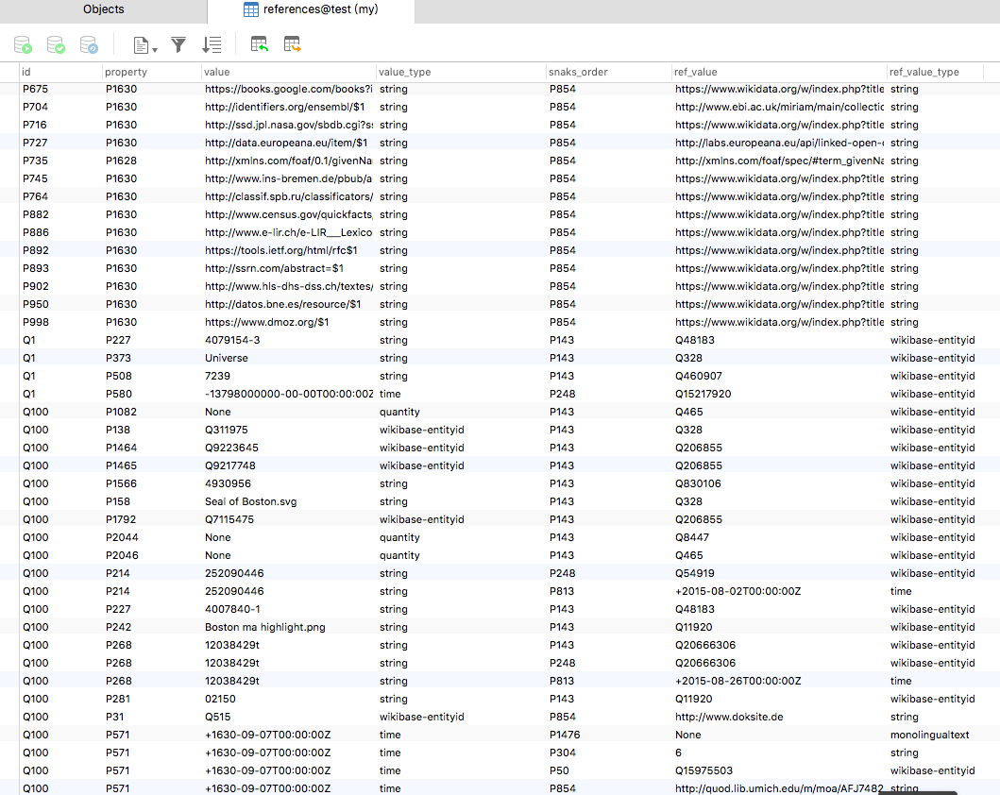 Objects
references@test (my)
id property value value_type snaks_order ref_value ref_value_type
P675 P1630 https://books.google.com/books?i string P854 https://www.wikidata.org/w/index.php?title string
P704 P1630 http://identifiers.org/ensembl/$1 string P854 http://www.ebi.ac.uk/miriam/main/collectic string
P716 P1630 http://ssd.jpl.nasa.gov/sbdb.cgi?ss string P854 https://www.wikidata.org/w/index.php?title string
P727 P1630 http://data.europeana.eu/item/$1 string P854 http://labs.europeana.eu/api/linked-open- string
P735 P1628 http://xmlns.com/foaf/0.1/givenNa string P854 http://xmlns.com/foaf/spec/#term_givenNa string
P745 P1630 http://www.ins-bremen.de/pbub/a string P854 https://www.wikidata.org/w/index.php?title string
P764 P1630 http://classif.spb.ru/classificators/ string P854 https://www.wikidata.org/w/index.php?title string
P882 P1630 http://www.census.gov/quickfacts, string P854 https://www.wikidata.org/w/index.php?title string
P886 P1630 http://www.e-lir.ch/e-LIR___Lexico string P854 https://www.wikidata.org/w/index.php?title string
P892 P1630 https://tools.ietf.org/html/rfc$1 string P854 https://www.wikidata.org/w/index.php?title string
P893 P1630 http://ssrn.com/abstract=$1 string P854 https://www.wikidata.org/w/index.php?title string
P902 P1630 http://www.hls-dhs-dss.ch/textes/ string P854 https://www.wikidata.org/w/index.php?title string
P950 P1630 http://datos.bne.es/resource/$1 string P854 https://www.wikidata.org/w/index.php?title string
P998 P1630 https://www.dmoz.org/$1 string P854 https://www.wikidata.org/w/index.php?title string
Q1 P227 4079154-3 string P143 Q48183 wikibase-entityid
Q1 P373 Universe string P143 Q328 wikibase-entityid
Q1 P508 7239 string P143 Q460907 wikibase-entityid
Q1 P580 -13798000000-00-00T00:00:00Z time P248 Q15217920 wikibase-entityid
Q100 P1082 None quantity P143 Q465 wikibase-entityid
Q100 P138 Q311975 wikibase-entityid P143 Q328 wikibase-entityid
Q100 P1464 Q9223645 wikibase-entityid P143 Q206855 wikibase-entityid
Q100 P1465 Q9217748 wikibase-entityid P143 Q206855 wikibase-entityid
Q100 P1566 4930956 string P143 Q830106 wikibase-entityid
Q100 P158 Seal of Boston.svg string P143 Q328 wikibase-entityid
Q100 P1792 Q7115475 wikibase-entityid P143 Q206855 wikibase-entityid
Q100 P2044 None quantity P143 Q8447 wikibase-entityid
Q100 P2046 None quantity P143 Q465 wikibase-entityid
Q100 P214 252090446 string P248 Q54919 wikibase-entityid
Q100 P214 252090446 string P813 +2015-08-02T00:00:00Z time
Q100 P227 4007840-1 string P143 Q48183 wikibase-entityid
Q100 P242 Boston ma highlight.png string P143 Q11920 wikibase-entityid
Q100 P268 12038429t string P143 Q20666306 wikibase-entityid
Q100 P268 12038429t string P248 Q20666306 wikibase-entityid
Q100 P268 12038429t string P813 +2015-08-26T00:00:00Z time
Q100 P281 02150 string P143 Q11920 wikibase-entityid
Q100 P31 Q515 wikibase-entityid P854 http://www.doksite.de string
Q100 P571 +1630-09-07T00:00:00Z time P1476 None monolingualtext
Q100 P571 +1630-09-07T00:00:00Z time P304 6 string
Q100 P571 +1630-09-07T00:00:00Z time P50 Q15975503 wikibase-entityid
Q100 P571 +1630-09-07T00:00:00Z time P854 http://quod.lib.umich.edu/m/moa/AFJ7482 string